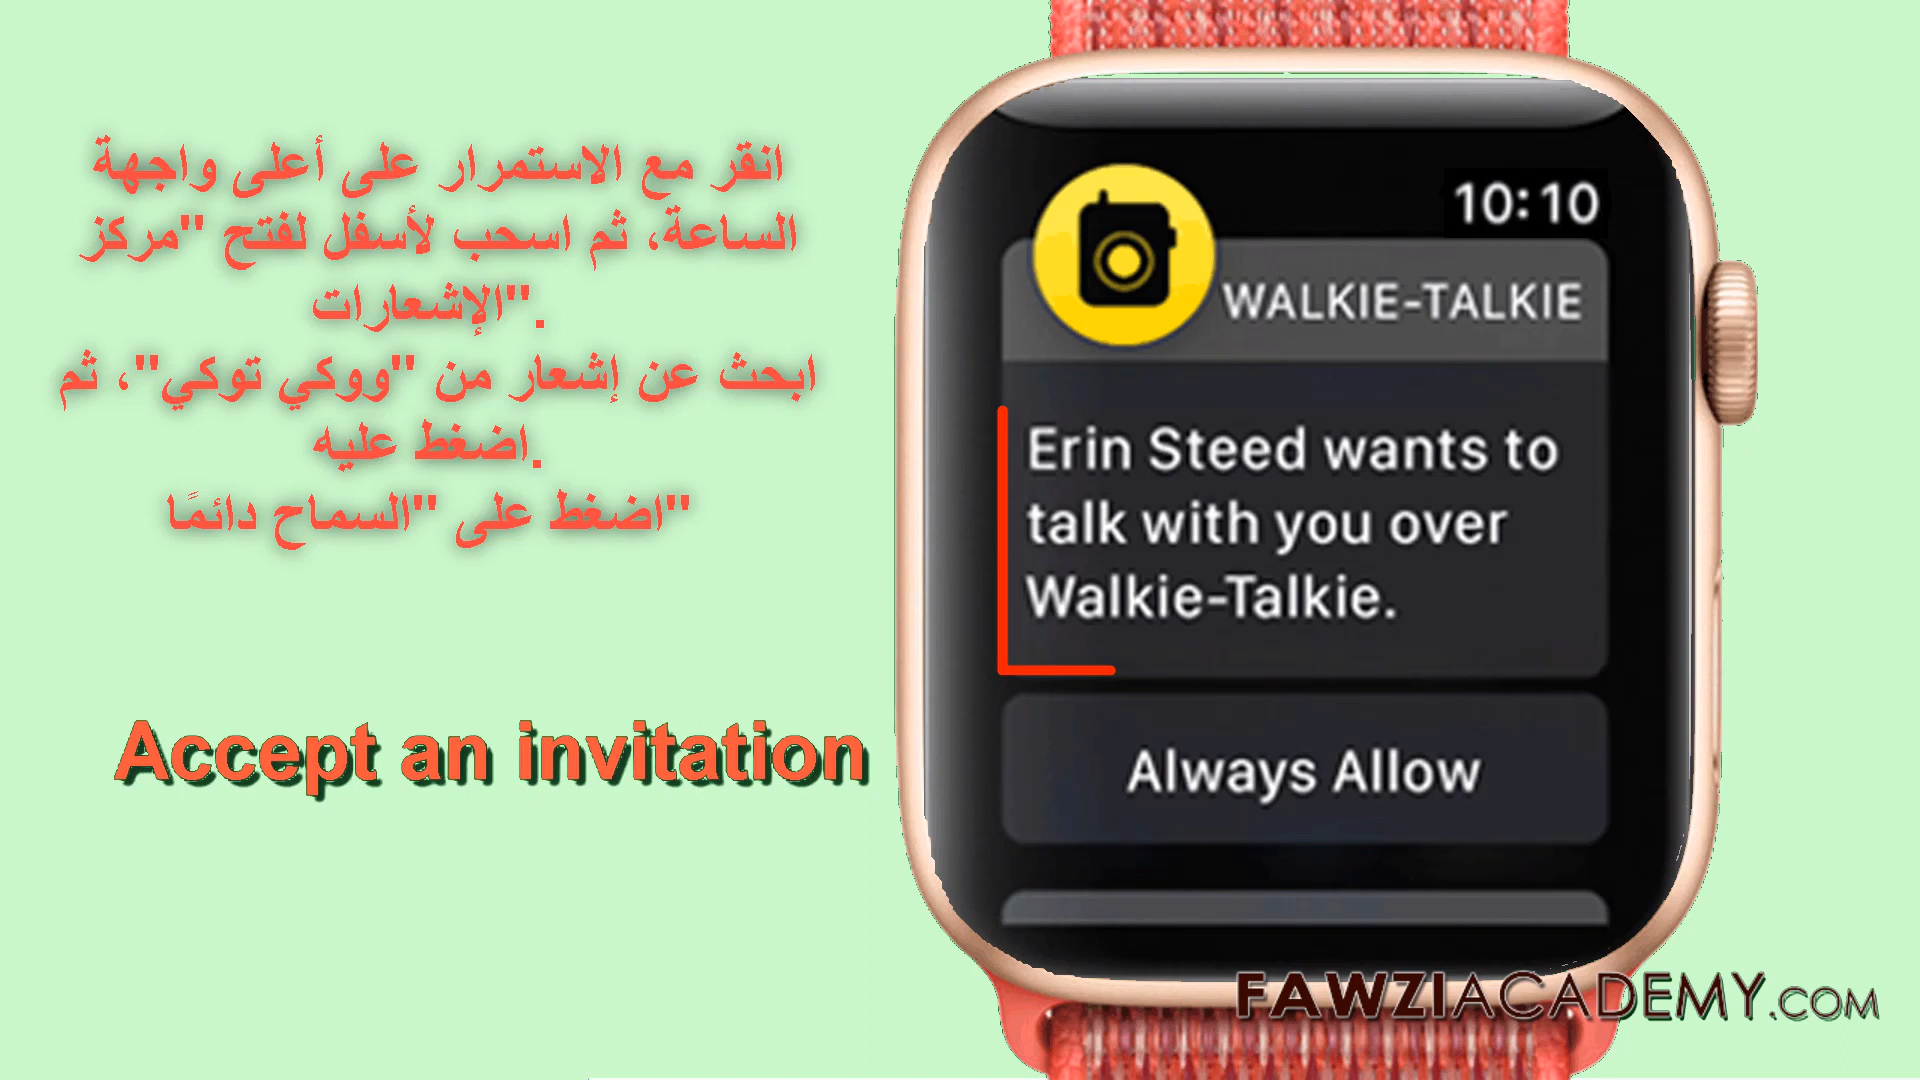 انقر مع الاستمرار على أعلى واجهة
الساعة، ثم اسحب لأسفل لفتح "مركز
الإشعارات".
ابحث عن إشعار من "ووكي توكي"، ثم
اضغط عليه.
اضغط على "السماح دائمًا"
Accept an invitation
10:10
WALKIE-TALKIE
Erin Steed wants to
talk with you over
Walkie-Talkie.
Always Allow
FAWZIACADEMY.COM